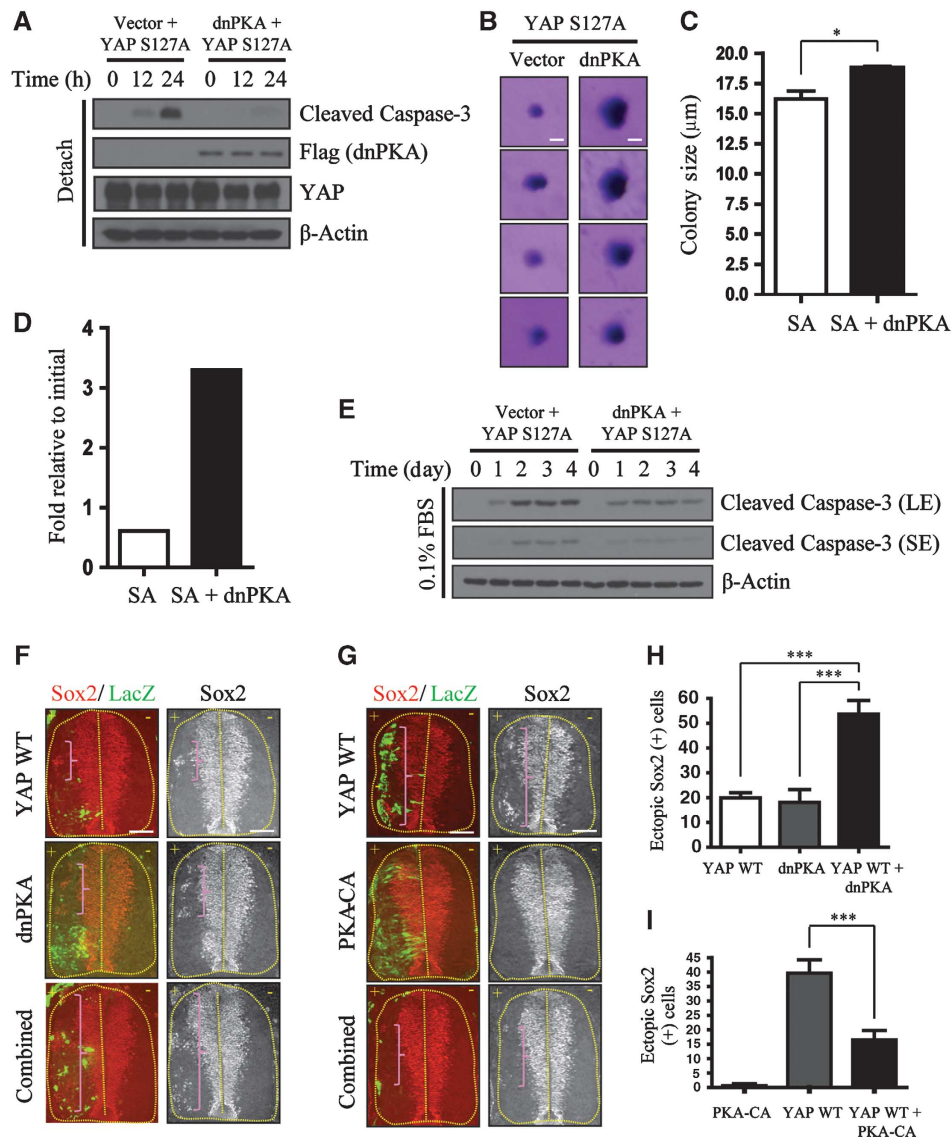 A
Vector +
YAP S127A
dnPKA +
YAP S127A
Time (h) 0 12 24 0 12 24
Detach
Cleaved Caspase-3
Flag (dnPKA)
YAP
β-Actin
B
YAP S127A
Vector dnPKA
C
*
Colony size (μm)
20.0
17.5
15.0
12.5
10.0
7.5
5.0
2.5
0.0
SA SA + dnPKA
D
Fold relative to initial
4
3
2
1
0
SA SA + dnPKA
E
Vector +
YAP S127A
dnPKA +
YAP S127A
Time (day) 0 1 2 3 4 0 1 2 3 4
0.1% FBS
Cleaved Caspase-3 (LE)
Cleaved Caspase-3 (SE)
β-Actin
F
Sox2/ LacZ Sox2
YAP WT
+ - + -
dnPKA
+ - + -
Combined
+ - + -
G
Sox2/ LacZ Sox2
YAP WT
+ - + -
PKA-CA
+ - + -
Combined
+ - + -
H
***
***
Ectopic Sox2 (+) cells
60
50
40
30
20
10
0
YAP WT dnPKA YAP WT +
dnPKA
I
***
Ectopic Sox2
(+) cells
45
40
35
30
25
20
15
10
5
0
PKA-CA YAP WT YAP WT +
PKA-CA